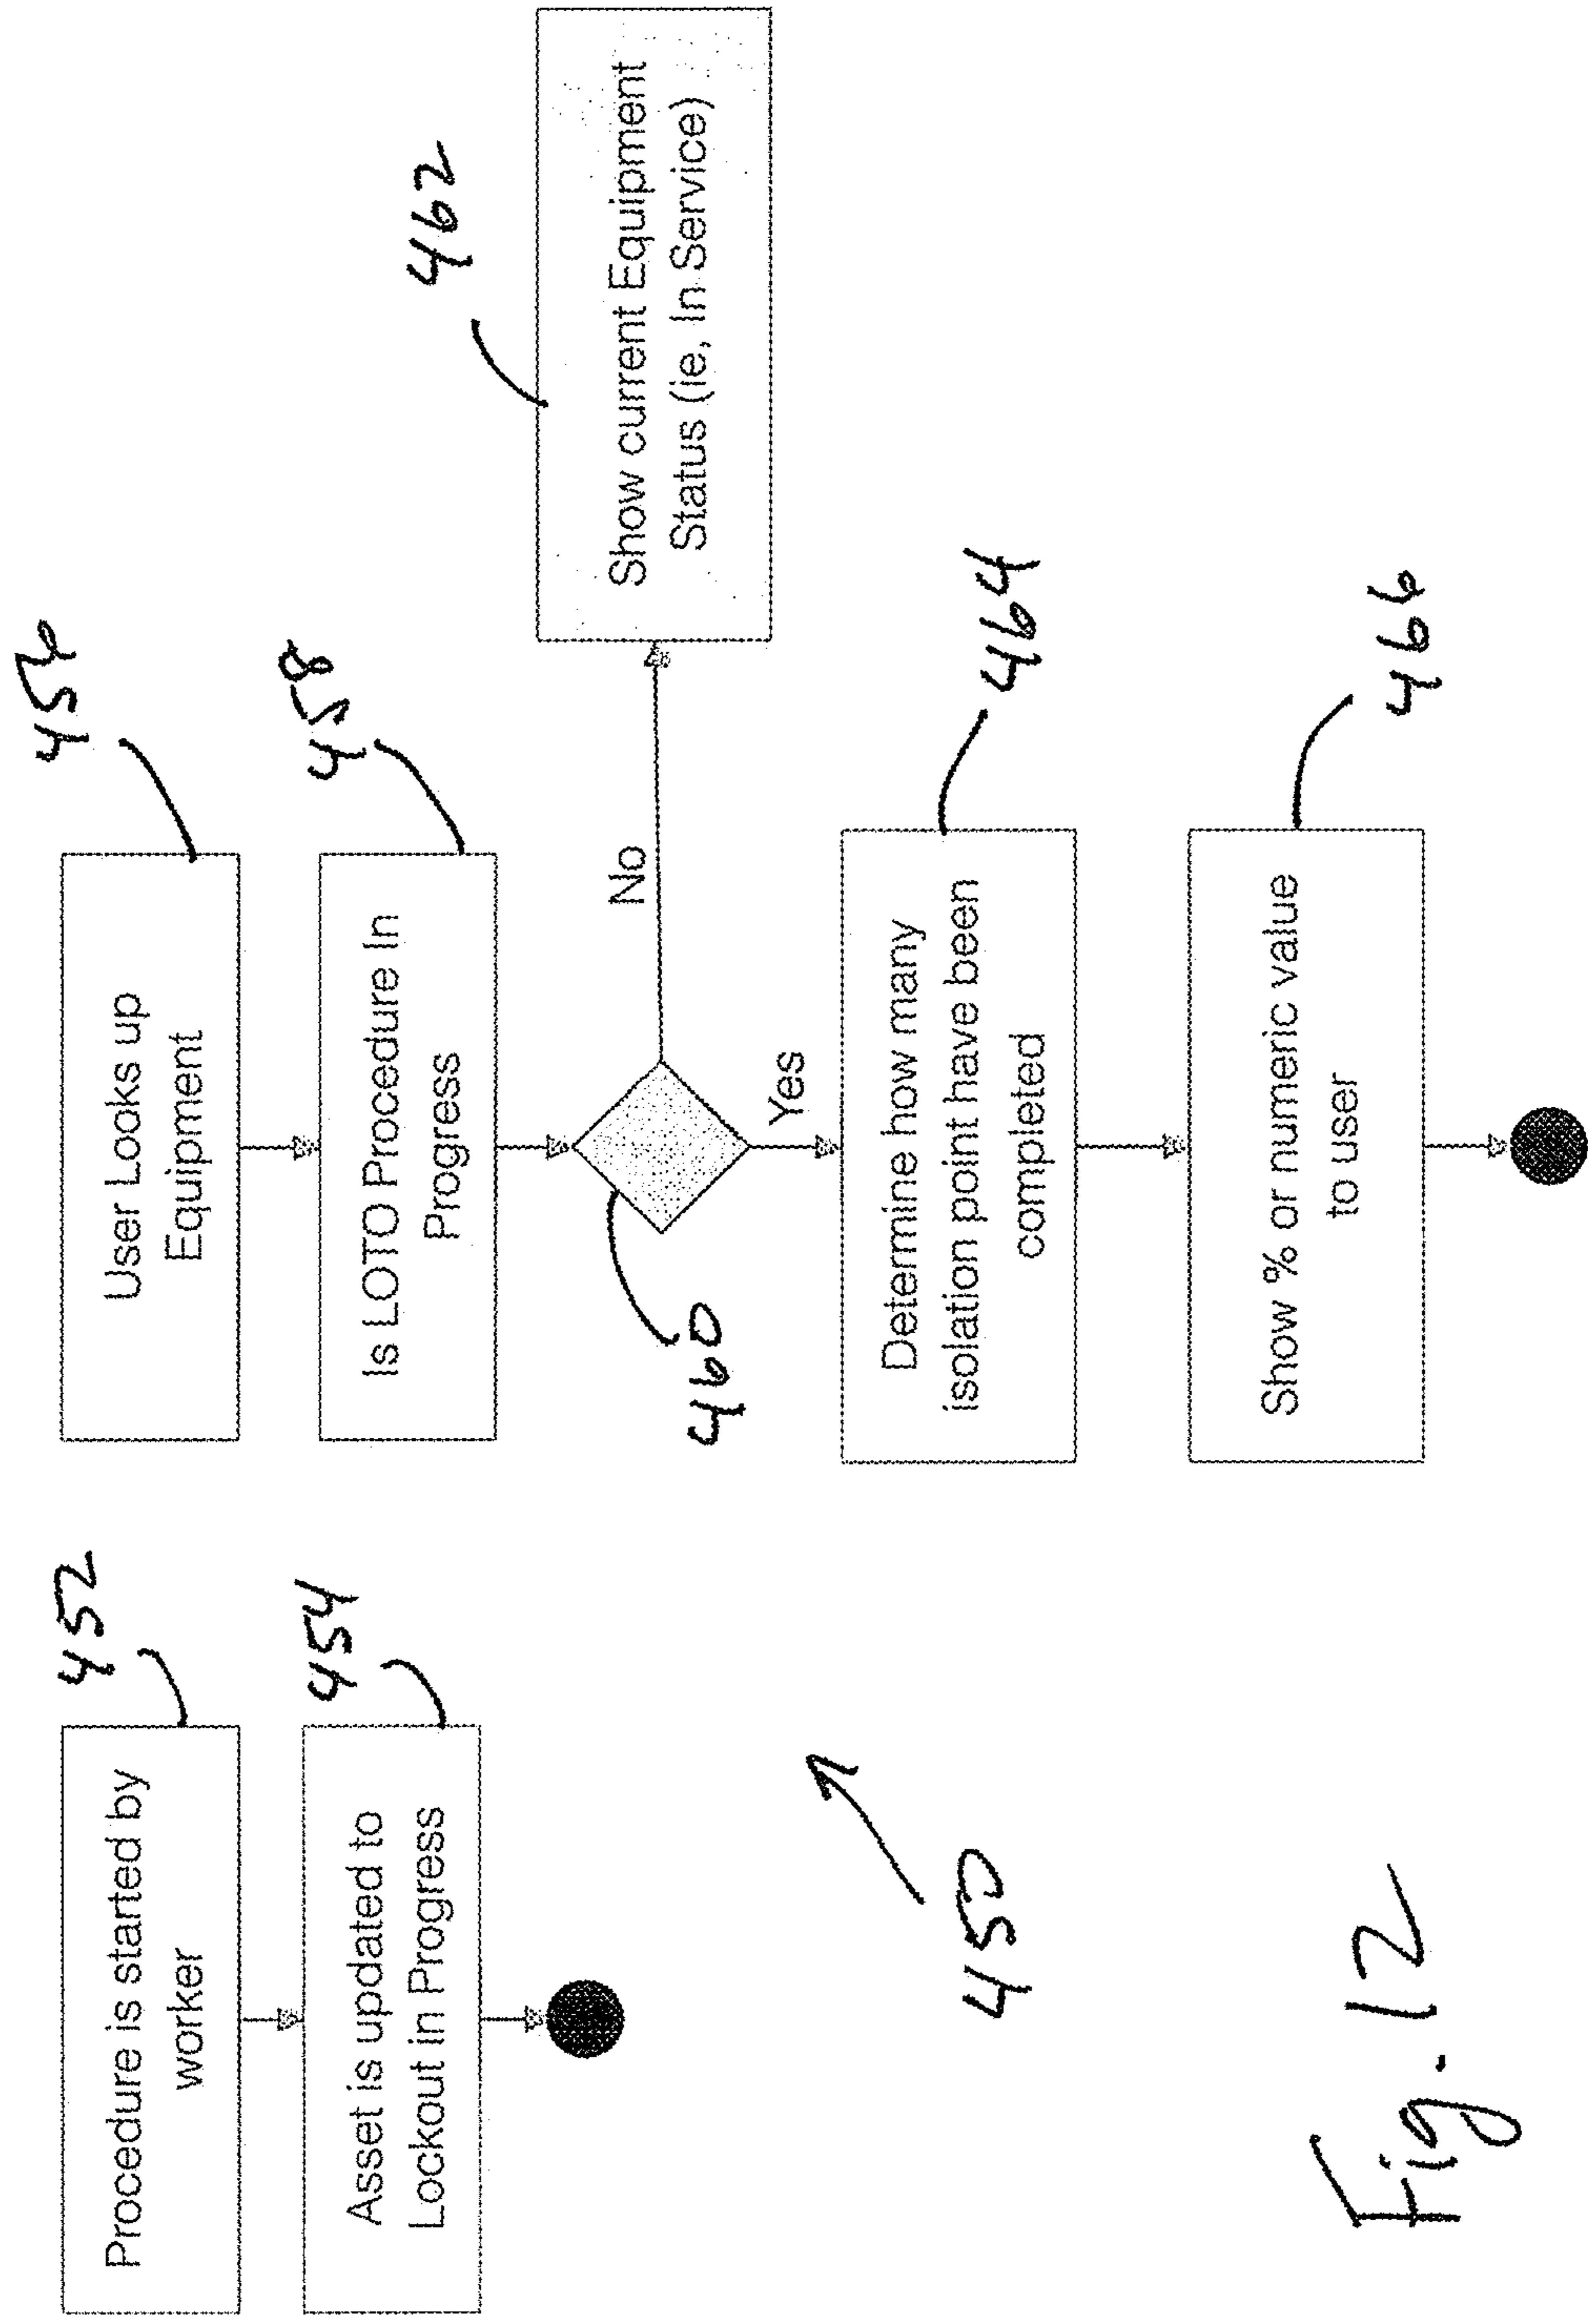 452
Procedure is started by
worker
454
Asset is updated to
Lockout in Progress
450
456
User Looks up
Equipment
458
Is LOTO Procedure In
Progress
460
No
462
Show current Equipment
Status (ie, In Service)
Yes
464
Determine how many
isolation point have been
completed
466
Show % or numeric value
to user
Fig. 12